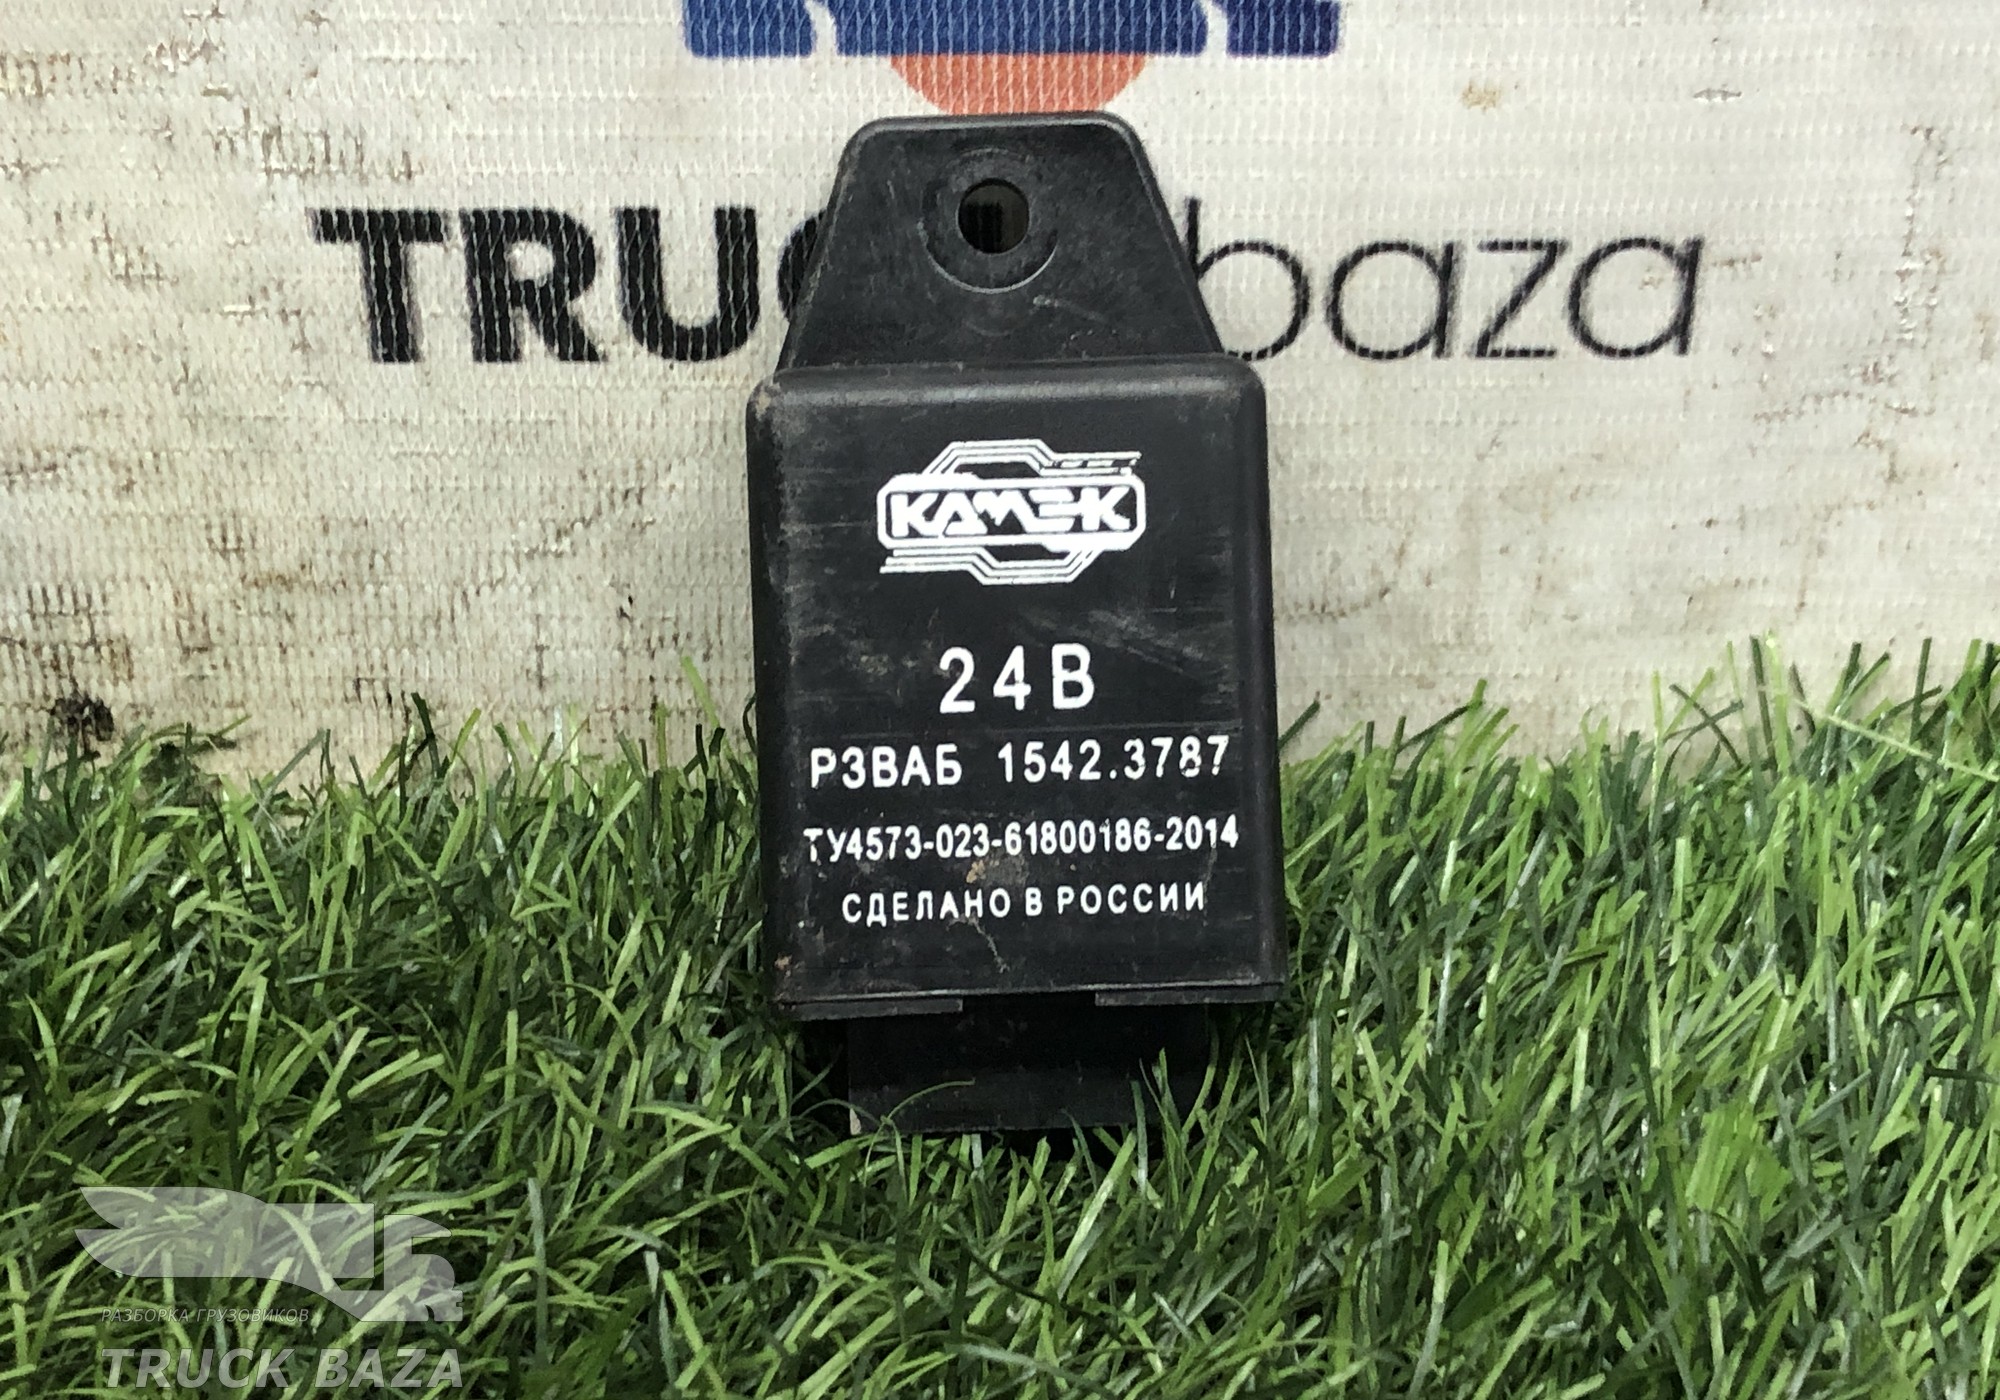 TRUC baza
КАМЭК
24В
РЗВАБ 1542.3787
ТУ4573-023-61800186-2014
СДЕЛАНО В РОССИИ
РАЗБОРКА ГРУЗОВИКОВ
TRUCK BAZA